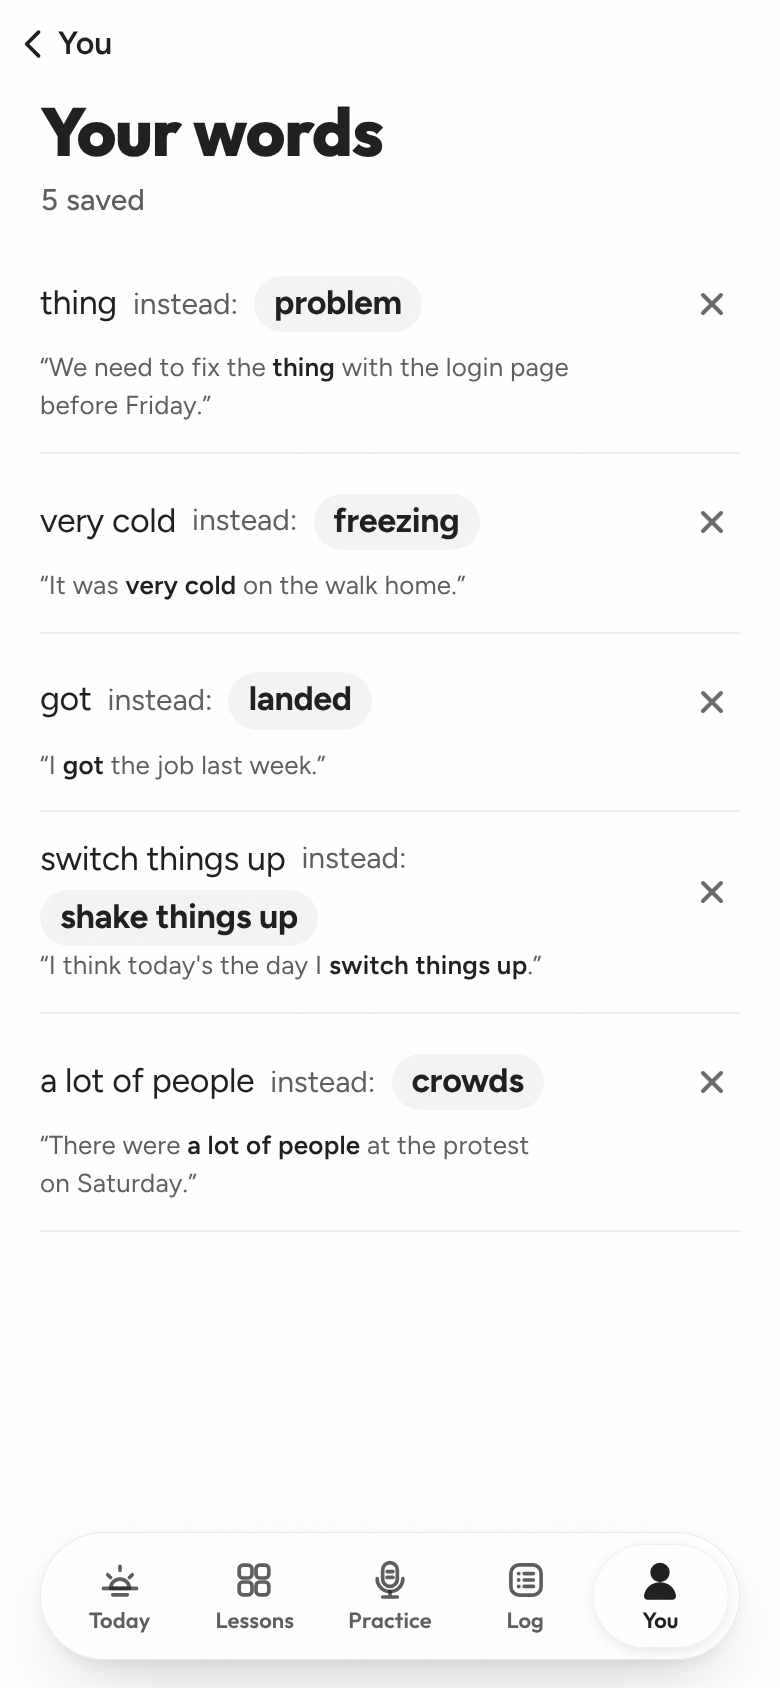 You
Your words
5 saved
thing instead: problem
“We need to fix the thing with the login page
before Friday.”
very cold instead: freezing
“It was very cold on the walk home.”
got instead: landed
“I got the job last week.”
switch things up instead:
shake things up
“I think today's the day I switch things up.”
a lot of people instead: crowds
“There were a lot of people at the protest
on Saturday.”
Today Lessons Practice Log You